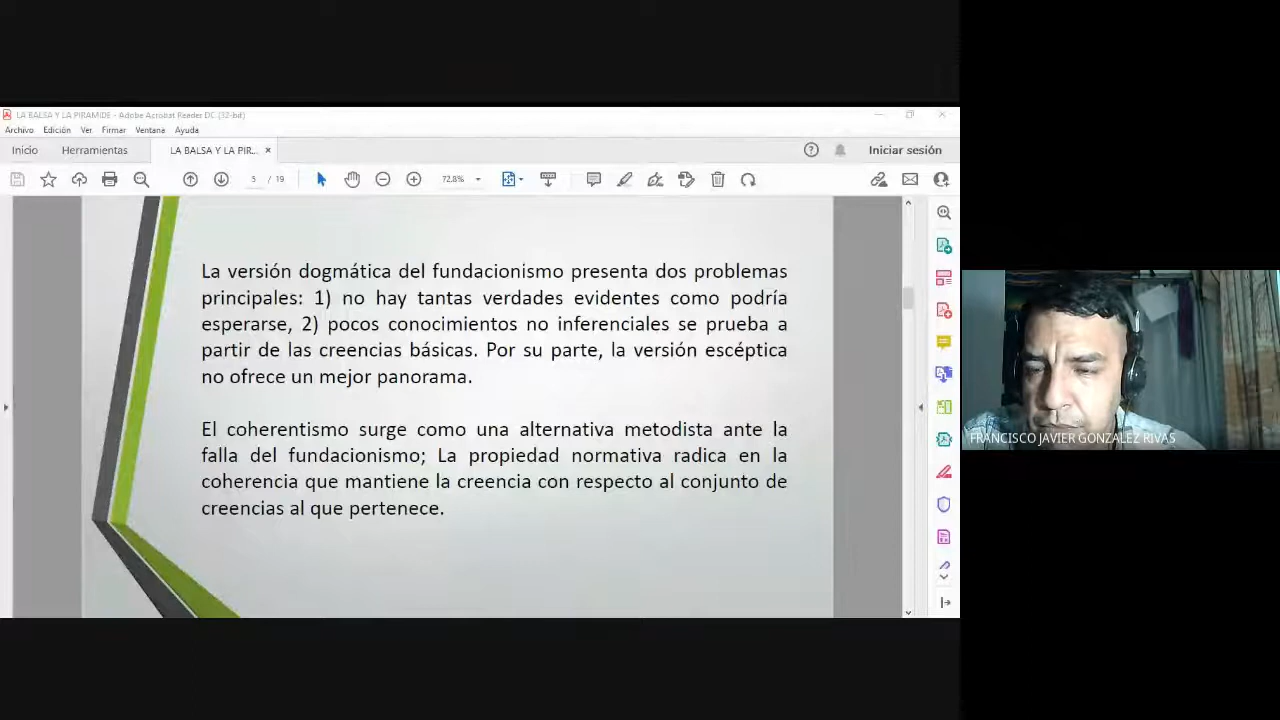 LA BALSA Y LA PIRAMIDE - Adobe Acrobat Reader DC (32-bit)
Archivo Edición Ver Firmar Ventana Ayuda
Inicio Herramientas LA BALSA Y LA PIR... × Iniciar sesión
5 / 19 72,8%
La versión dogmática del fundacionismo presenta dos problemas
principales: 1) no hay tantas verdades evidentes como podría
esperarse, 2) pocos conocimientos no inferenciales se prueba a
partir de las creencias básicas. Por su parte, la versión escéptica
no ofrece un mejor panorama.
El coherentismo surge como una alternativa metodista ante la
falla del fundacionismo; La propiedad normativa radica en la
coherencia que mantiene la creencia con respecto al conjunto de
creencias al que pertenece.
FRANCISCO JAVIER GONZALEZ RIVAS